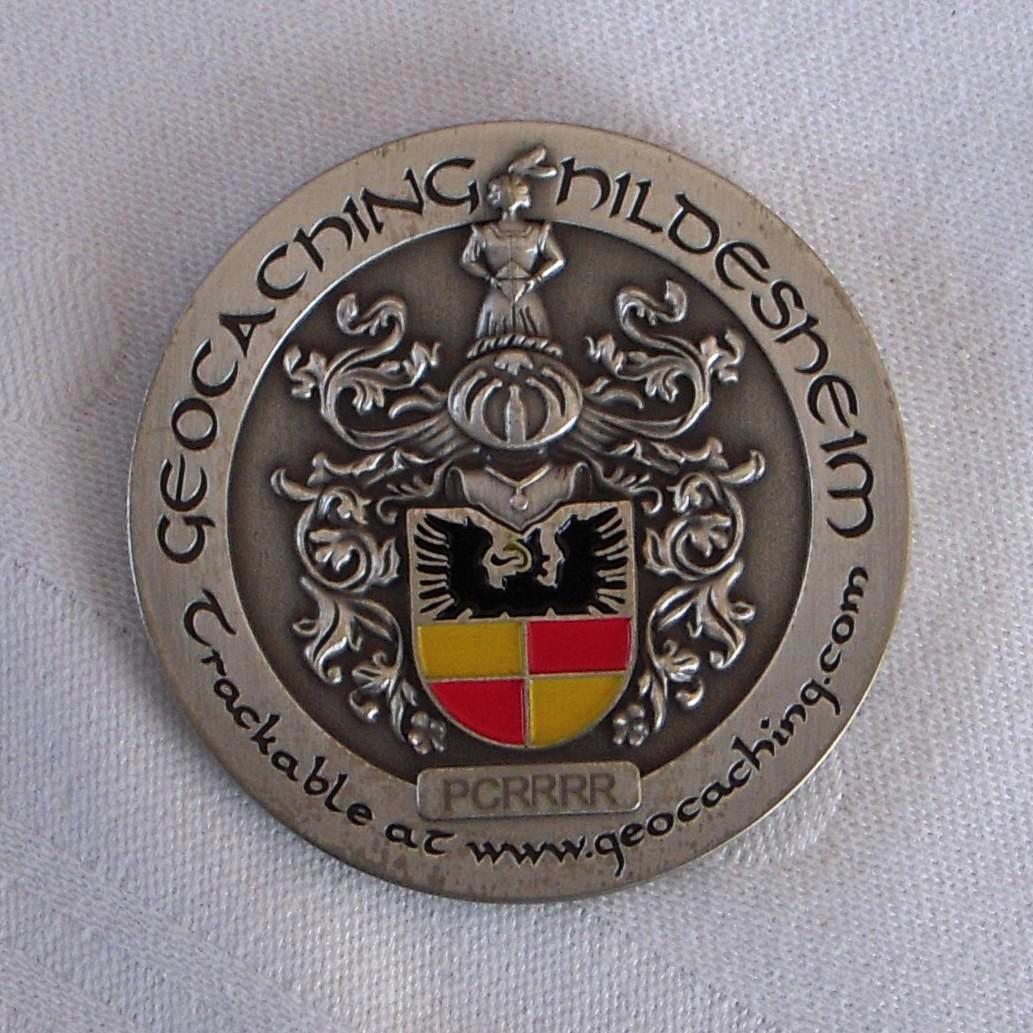 GEOCACHING HILDESHEIM
PCRRRR
Trackable at www.geocaching.com